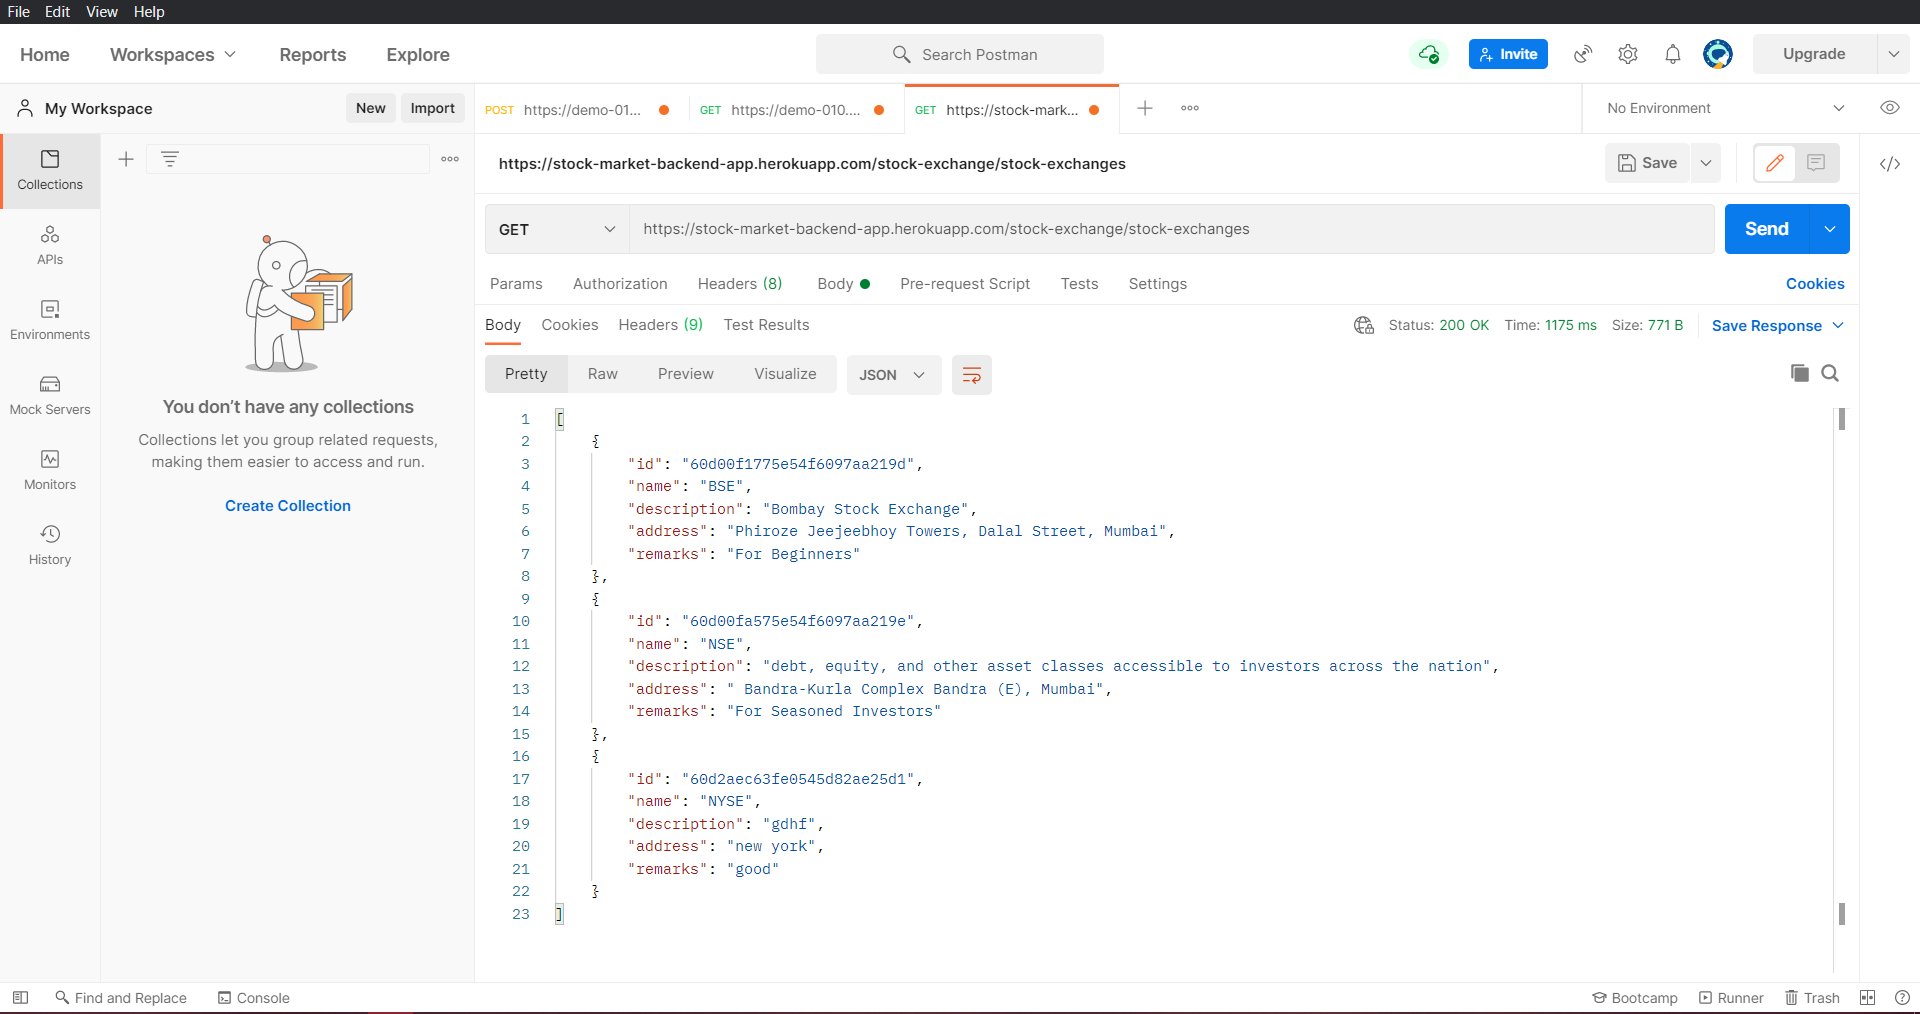 File Edit View Help
Home Workspaces Reports Explore Search Postman Invite Upgrade
My Workspace New Import POST https://demo-01... GET https://demo-010.... GET https://stock-mark... No Environment
Collections
APIs
Environments
Mock Servers
Monitors
History
You don’t have any collections
Collections let you group related requests,
making them easier to access and run.
Create Collection
https://stock-market-backend-app.herokuapp.com/stock-exchange/stock-exchanges Save
GET https://stock-market-backend-app.herokuapp.com/stock-exchange/stock-exchanges Send
Params Authorization Headers (8) Body Pre-request Script Tests Settings Cookies
Body Cookies Headers (9) Test Results Status: 200 OK Time: 1175 ms Size: 771 B Save Response
Pretty Raw Preview Visualize JSON
1 [
2 {
3 "id": "60d00f1775e54f6097aa219d",
4 "name": "BSE",
5 "description": "Bombay Stock Exchange",
6 "address": "Phiroze Jeejeebhoy Towers, Dalal Street, Mumbai",
7 "remarks": "For Beginners"
8 },
9 {
10 "id": "60d00fa575e54f6097aa219e",
11 "name": "NSE",
12 "description": "debt, equity, and other asset classes accessible to investors across the nation",
13 "address": " Bandra-Kurla Complex Bandra (E), Mumbai",
14 "remarks": "For Seasoned Investors"
15 },
16 {
17 "id": "60d2aec63fe0545d82ae25d1",
18 "name": "NYSE",
19 "description": "gdhf",
20 "address": "new york",
21 "remarks": "good"
22 }
23 ]
Find and Replace Console Bootcamp Runner Trash